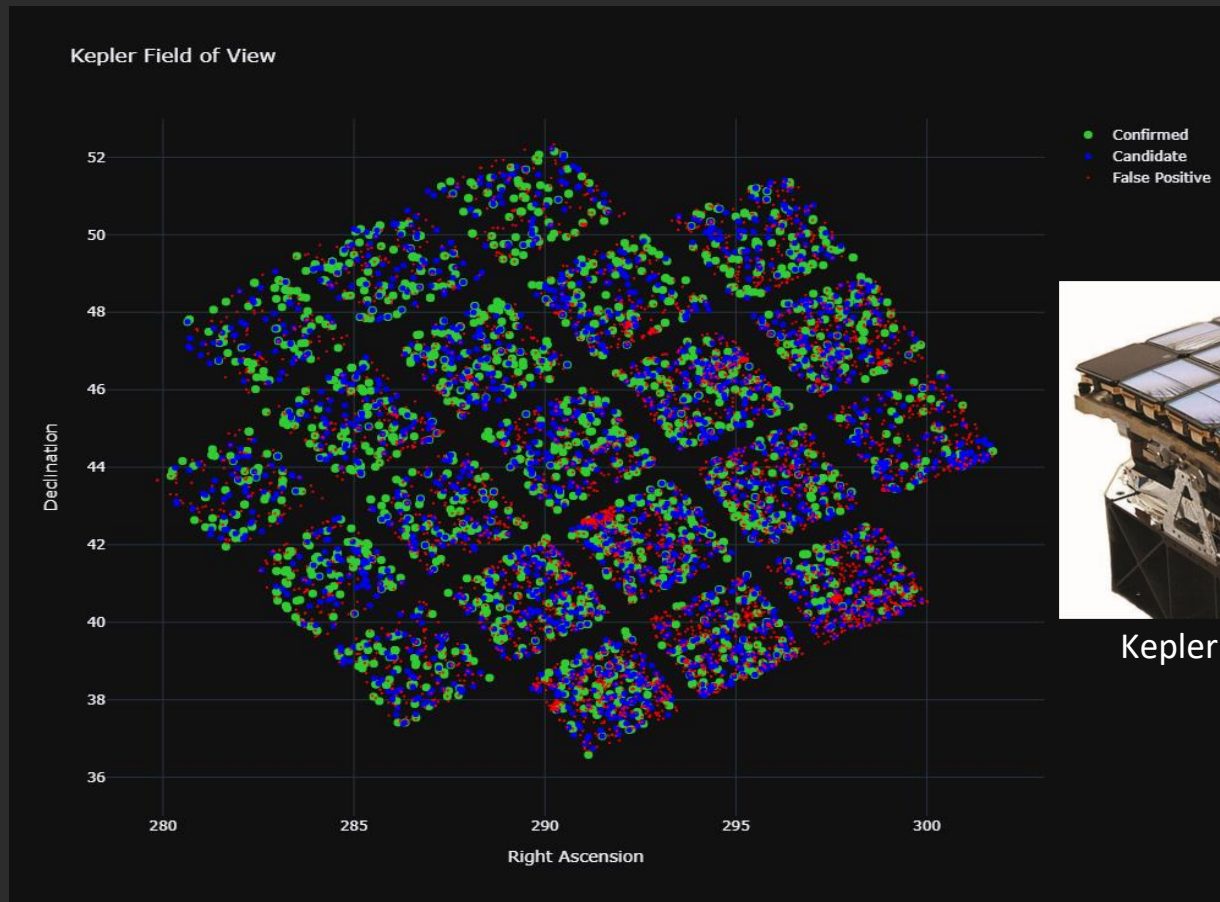 Kepler Field of View
Confirmed
Candidate
False Positive
52
50
48
46
44
42
40
38
36
Declination
280
285
290
295
300
Right Ascension
Kepler